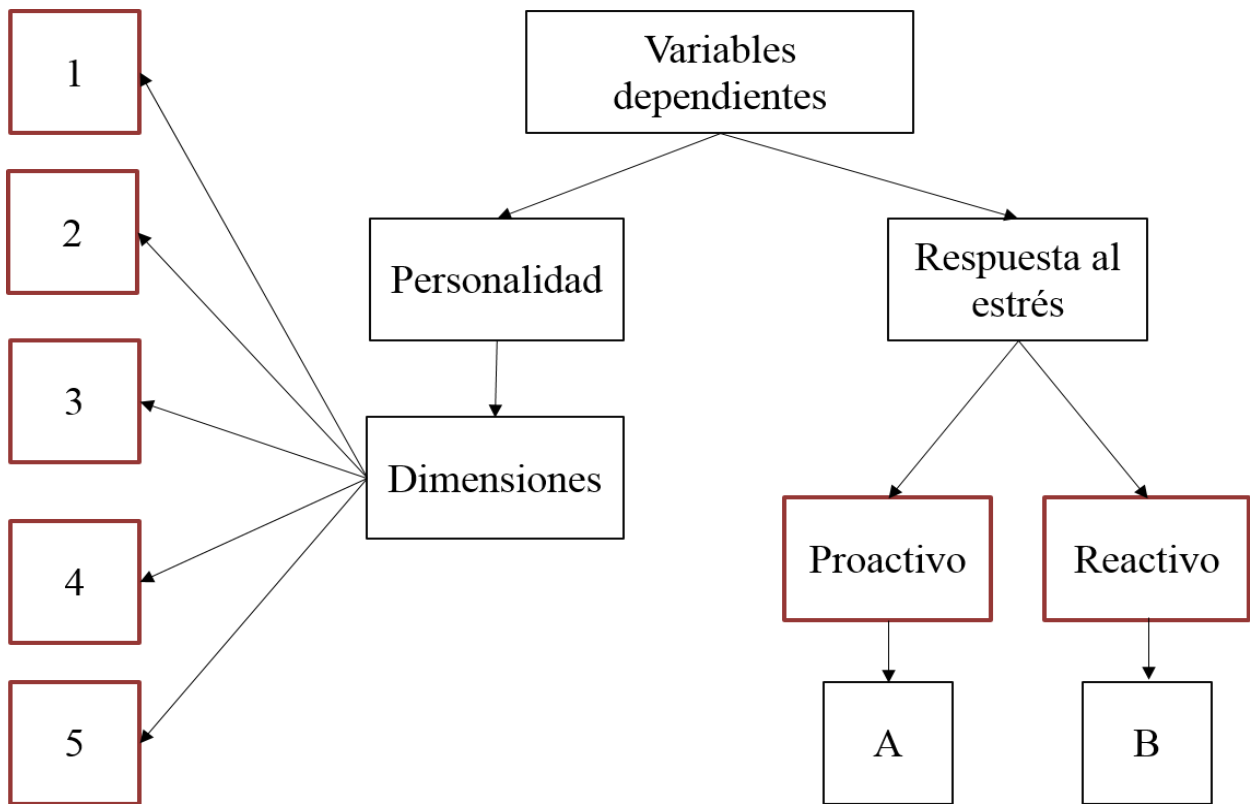 Variables
dependientes
Personalidad
Respuesta al
estrés
Dimensiones
1
2
3
4
5
Proactivo
Reactivo
A
B